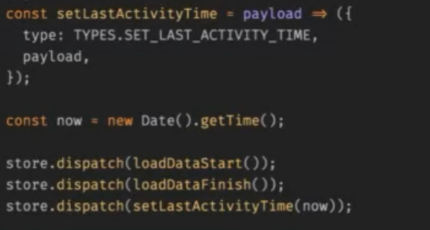 const setLastActivityTime = payload => ({
  type: TYPES.SET_LAST_ACTIVITY_TIME,
  payload,
});
const now = new Date().getTime();
store.dispatch(loadDataStart());
store.dispatch(loadDataFinish());
store.dispatch(setLastActivityTime(now));